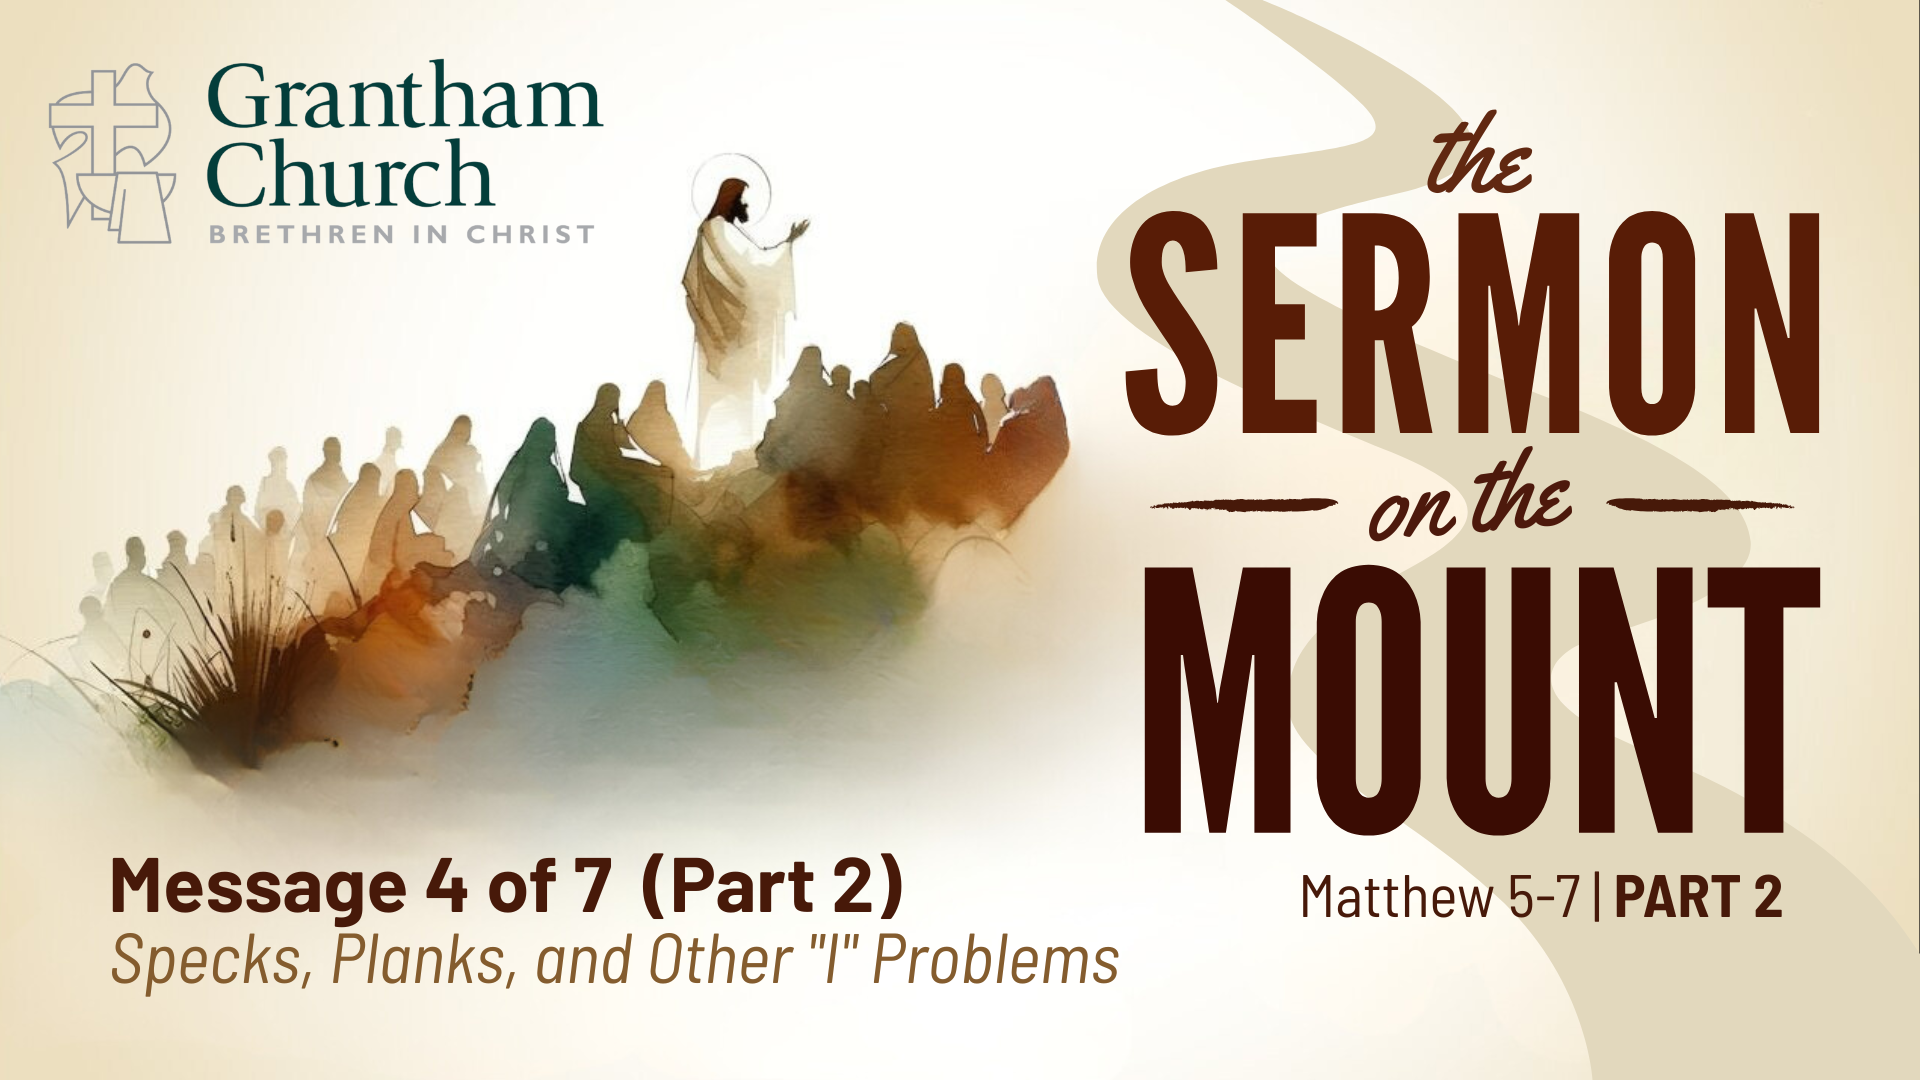 Grantham
Church
BRETHREN IN CHRIST
the
SERMON
on the
MOUNT
Matthew 5-7 | PART 2
Message 4 of 7 (Part 2)
Specks, Planks, and Other "I" Problems